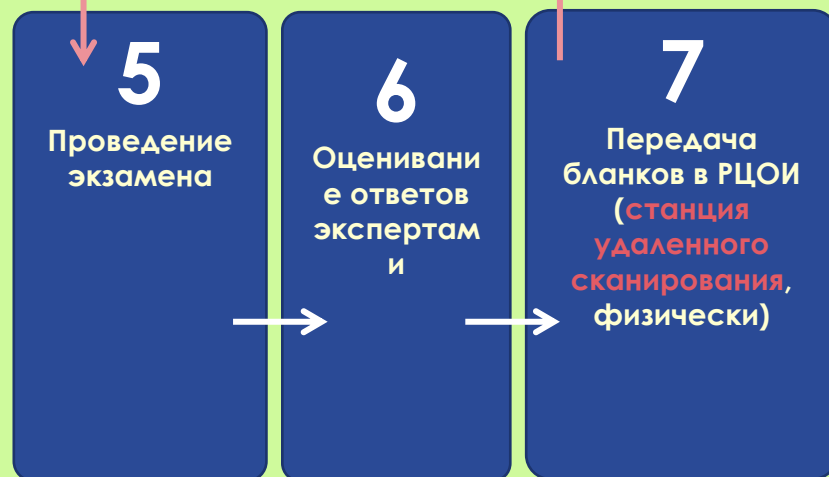 5
Проведение
экзамена
6
Оценивани
е ответов
экспертам
и
7
Передача
бланков в РЦОИ
(станция
удаленного
сканирования,
физически)